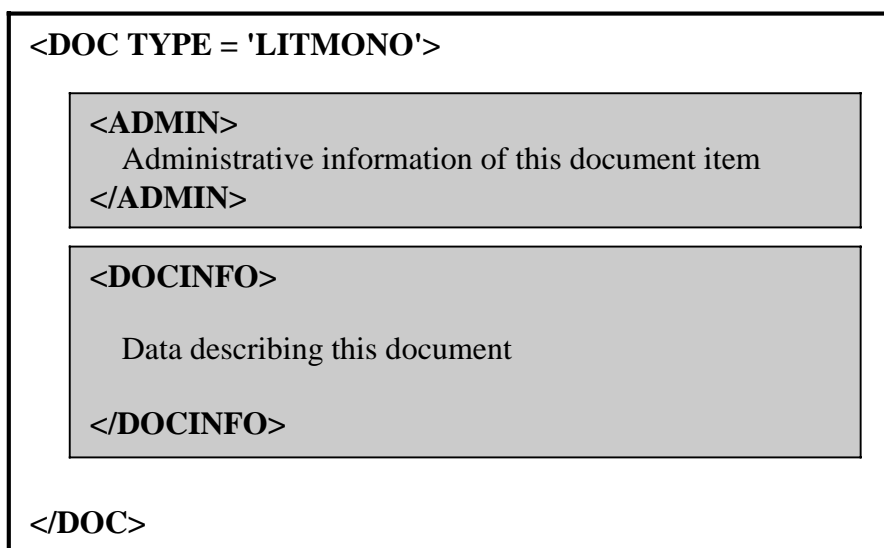 <DOC TYPE = 'LITMONO'>
<ADMIN>
Administrative information of this document item
</ADMIN>
<DOCINFO>
Data describing this document
</DOCINFO>
</DOC>